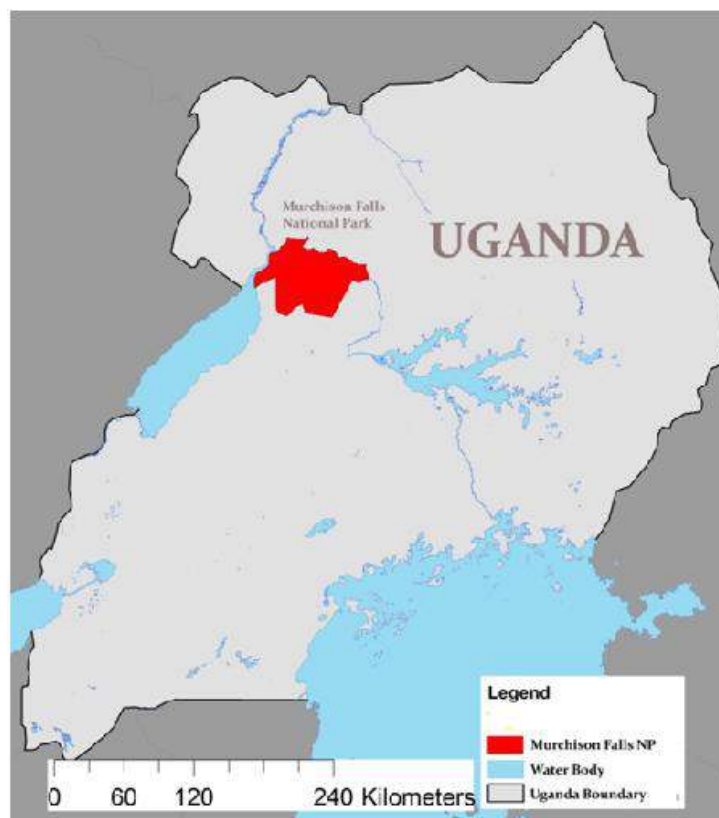 Murchison Falls
National Park
UGANDA
Legend
Murchison Falls NP
Water Body
Uganda Boundary
0 60 120 240 Kilometers